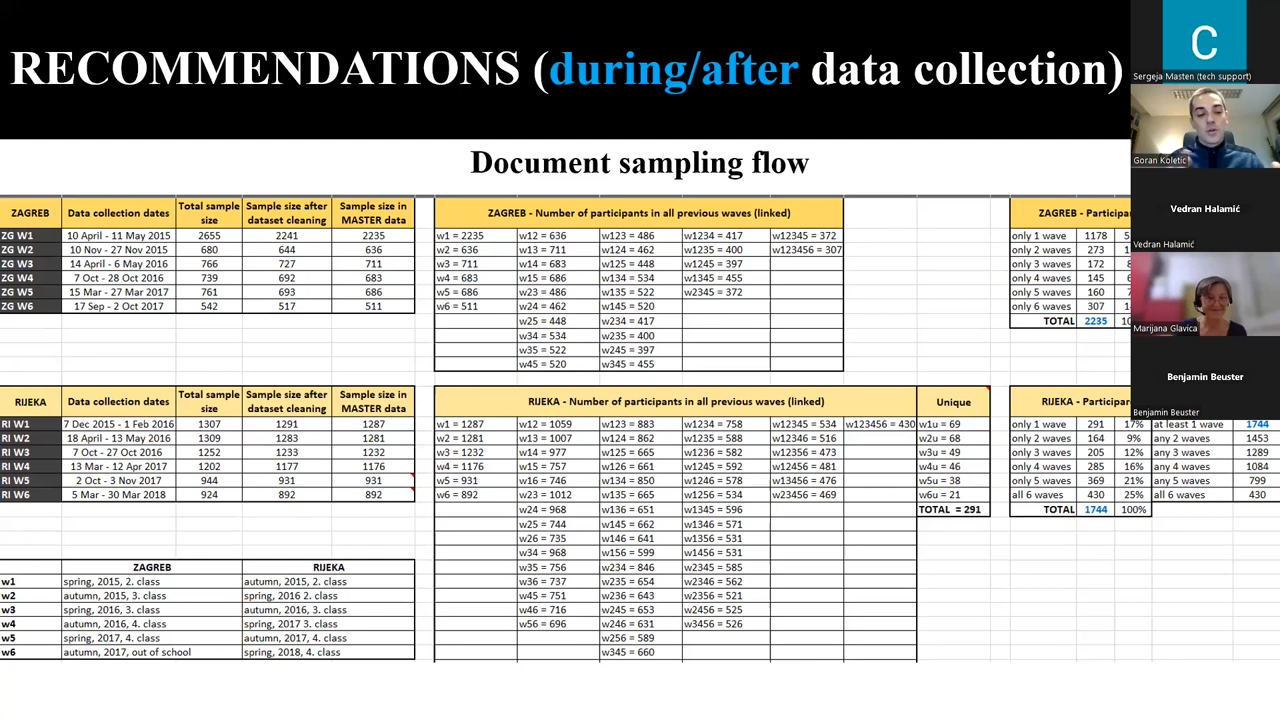 RECOMMENDATIONS (during/after data collection)
Document sampling flow
ZAGREB Data collection dates Total sample size Sample size after dataset cleaning Sample size in MASTER data
ZG W1 10 April - 11 May 2015 2655 2241 2235
ZG W2 10 Nov - 27 Nov 2015 680 644 636
ZG W3 14 April - 6 May 2016 766 727 711
ZG W4 7 Oct - 28 Oct 2016 739 692 683
ZG W5 15 Mar - 27 Mar 2017 761 693 686
ZG W6 17 Sep - 2 Oct 2017 542 517 511
ZAGREB - Number of participants in all previous waves (linked)
w1 = 2235 w12 = 636 w123 = 486 w1234 = 417 w12345 = 372
w2 = 636 w13 = 711 w124 = 462 w1235 = 400 w123456 = 307
w3 = 711 w14 = 683 w125 = 448 w1245 = 397
w4 = 683 w15 = 686 w134 = 534 w1345 = 455
w5 = 686 w23 = 486 w135 = 522 w2345 = 372
w6 = 511 w24 = 462 w145 = 520
w25 = 448 w234 = 417
w34 = 534 w235 = 400
w35 = 522 w245 = 397
w45 = 520 w345 = 455
ZAGREB - Particip
only 1 wave 1178
only 2 waves 273
only 3 waves 172
only 4 waves 145
only 5 waves 160
only 6 waves 307
TOTAL 2235
RIJEKA Data collection dates Total sample size Sample size after dataset cleaning Sample size in MASTER data
RI W1 7 Dec 2015 - 1 Feb 2016 1307 1291 1287
RI W2 18 April - 13 May 2016 1309 1283 1281
RI W3 7 Oct - 27 Oct 2016 1252 1233 1232
RI W4 13 Mar - 12 Apr 2017 1202 1177 1176
RI W5 2 Oct - 3 Nov 2017 944 931 931
RI W6 5 Mar - 30 Mar 2018 924 892 892
RIJEKA - Number of participants in all previous waves (linked) Unique
w1 = 1287 w12 = 1059 w123 = 883 w1234 = 758 w12345 = 534 w123456 = 430 w1u = 69
w2 = 1281 w13 = 1007 w124 = 862 w1235 = 588 w12346 = 516 w2u = 68
w3 = 1232 w14 = 977 w125 = 665 w1236 = 592 w12356 = 473 w3u = 49
w4 = 1176 w15 = 757 w126 = 661 w1245 = 592 w12456 = 481 w4u = 46
w5 = 931 w16 = 746 w134 = 850 w1246 = 578 w13456 = 476 w5u = 38
w6 = 892 w23 = 1012 w135 = 665 w1256 = 534 w23456 = 469 w6u = 21
w24 = 968 w136 = 651 w1345 = 596 TOTAL = 291
w25 = 744 w145 = 662 w1346 = 571
w26 = 735 w146 = 641 w1356 = 531
w34 = 968 w156 = 599 w1456 = 531
w35 = 756 w234 = 846 w2345 = 585
w36 = 737 w235 = 654 w2346 = 562
w45 = 751 w236 = 643 w2356 = 521
w46 = 716 w245 = 653 w2456 = 525
w56 = 696 w246 = 631 w3456 = 526
w256 = 589
w345 = 660
RIJEKA - Particip
only 1 wave 291 17% at least 1 wave 1744
only 2 waves 164 9% any 2 waves 1453
only 3 waves 205 12% any 3 waves 1289
only 4 waves 285 16% any 4 waves 1084
only 5 waves 369 21% any 5 waves 799
all 6 waves 430 25% all 6 waves 430
TOTAL 1744 100%
ZAGREB RIJEKA
w1 spring, 2015, 2. class autumn, 2015, 2. class
w2 autumn, 2015, 3. class spring, 2016 2. class
w3 spring, 2016, 3. class autumn, 2016, 3. class
w4 autumn, 2016, 4. class spring, 2017 3. class
w5 spring, 2017, 4. class autumn, 2017, 4. class
w6 autumn, 2017, out of school spring, 2018, 4. class
C
Sergeja Masten (tech support)
Goran Koletić
Vedran Halamić
Vedran Halamić
Marijana Glavica
Benjamin Beuster
Benjamin Beuster